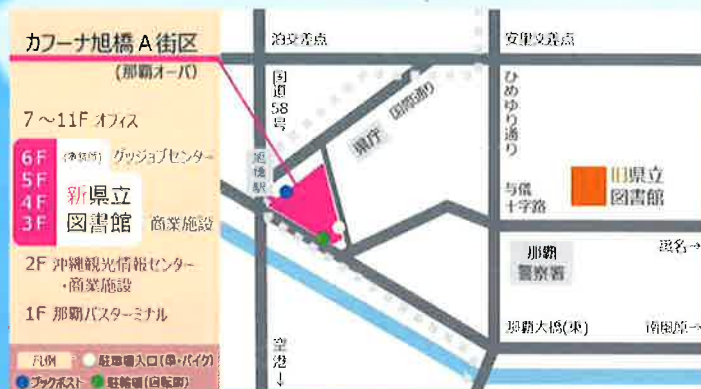 カフーナ旭橋A街区
(那覇オーパ)
7～11F オフィス
6F グッジョブセンター
5F
4F 新県立
3F 図書館 商業施設
2F 沖縄観光情報センター
・商業施設
1F 那覇バスターミナル
凡例 駐車場入口(車・バイク)
ブックポスト 駐輪場(自転車)
泊交差点
安里交差点
国道58号
国際通り
県庁
旭橋駅
ひめゆり通り
与儀
十字路
旧県立
図書館
那覇
警察署
真名→
那覇大橋(東)
南風原→
空港↓